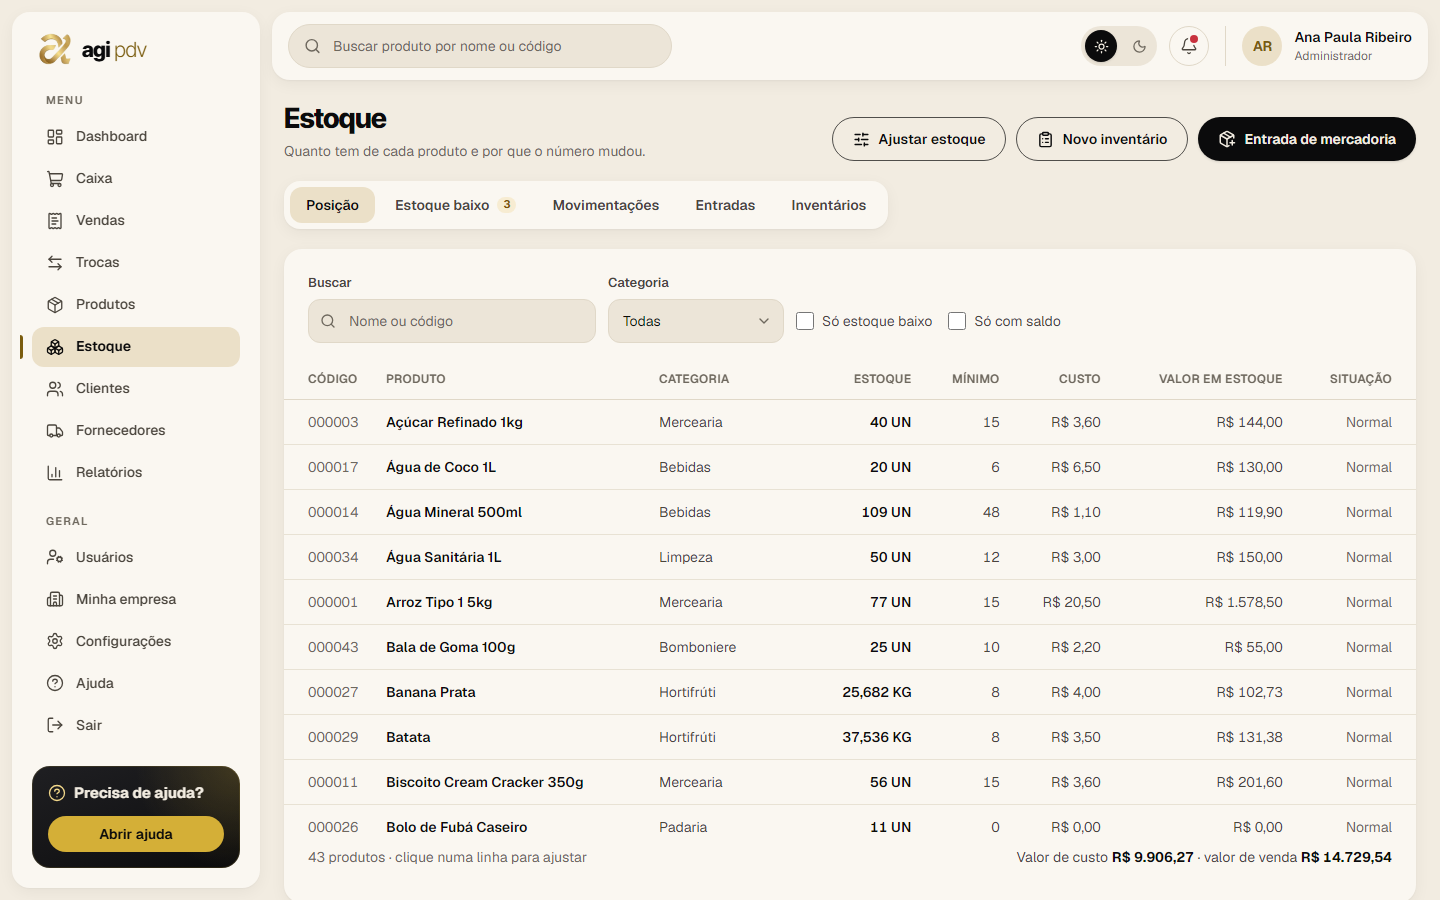 agi pdv
MENU
Dashboard
Caixa
Vendas
Trocas
Produtos
Estoque
Clientes
Fornecedores
Relatórios
GERAL
Usuários
Minha empresa
Configurações
Ajuda
Sair
Precisa de ajuda?
Abrir ajuda
Buscar produto por nome ou código
AR
Ana Paula Ribeiro
Administrador
Estoque
Quanto tem de cada produto e por que o número mudou.
Ajustar estoque
Novo inventário
Entrada de mercadoria
Posição
Estoque baixo 3
Movimentações
Entradas
Inventários
Buscar
Nome ou código
Categoria
Todas
Só estoque baixo
Só com saldo
CÓDIGO PRODUTO CATEGORIA ESTOQUE MÍNIMO CUSTO VALOR EM ESTOQUE SITUAÇÃO
000003 Açúcar Refinado 1kg Mercearia 40 UN 15 R$ 3,60 R$ 144,00 Normal
000017 Água de Coco 1L Bebidas 20 UN 6 R$ 6,50 R$ 130,00 Normal
000014 Água Mineral 500ml Bebidas 109 UN 48 R$ 1,10 R$ 119,90 Normal
000034 Água Sanitária 1L Limpeza 50 UN 12 R$ 3,00 R$ 150,00 Normal
000001 Arroz Tipo 1 5kg Mercearia 77 UN 15 R$ 20,50 R$ 1.578,50 Normal
000043 Bala de Goma 100g Bomboniere 25 UN 10 R$ 2,20 R$ 55,00 Normal
000027 Banana Prata Hortifrúti 25,682 KG 8 R$ 4,00 R$ 102,73 Normal
000029 Batata Hortifrúti 37,536 KG 8 R$ 3,50 R$ 131,38 Normal
000011 Biscoito Cream Cracker 350g Mercearia 56 UN 15 R$ 3,60 R$ 201,60 Normal
000026 Bolo de Fubá Caseiro Padaria 11 UN 0 R$ 0,00 R$ 0,00 Normal
43 produtos · clique numa linha para ajustar
Valor de custo R$ 9.906,27 · valor de venda R$ 14.729,54